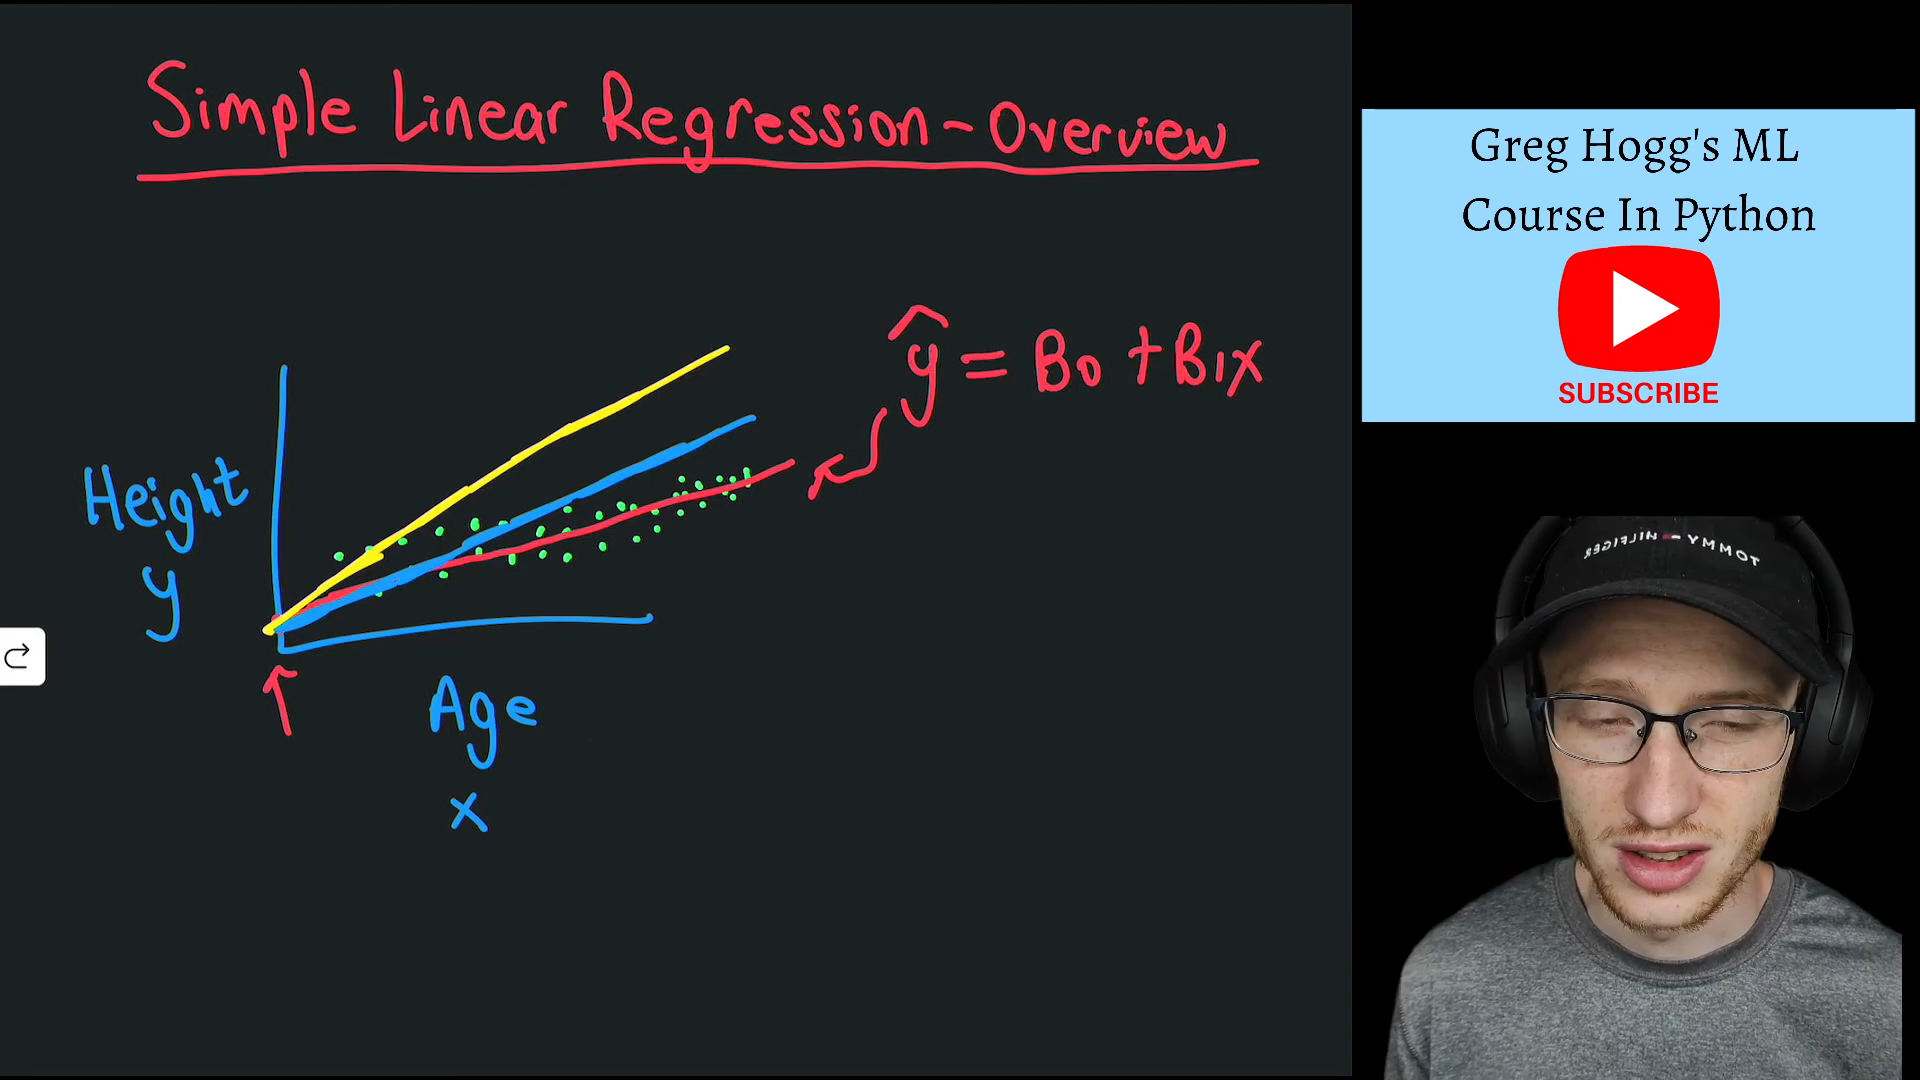 Simple Linear Regression - Overview
Greg Hogg's ML
Course In Python
SUBSCRIBE
ŷ = B0 + B1x
Height
y
Age
x
TOMMY HILFIGER